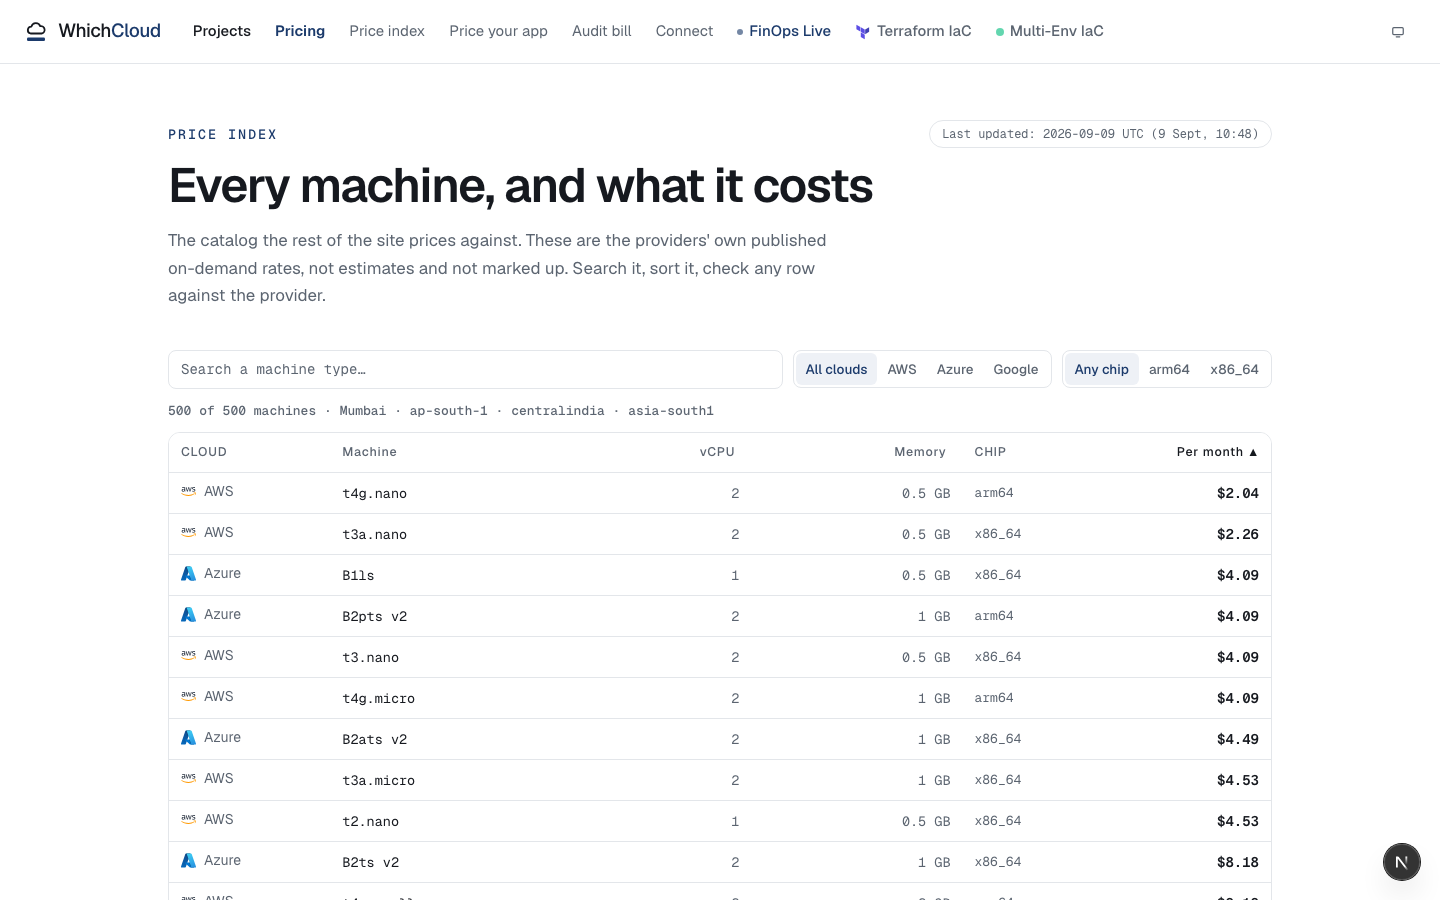 WhichCloud Projects Pricing Price index Price your app Audit bill Connect FinOps Live Terraform IaC Multi-Env IaC
PRICE INDEX
Last updated: 2026-09-09 UTC (9 Sept, 10:48)
Every machine, and what it costs
The catalog the rest of the site prices against. These are the providers' own published
on-demand rates, not estimates and not marked up. Search it, sort it, check any row
against the provider.
Search a machine type…
All clouds AWS Azure Google
Any chip arm64 x86_64
500 of 500 machines · Mumbai · ap-south-1 · centralindia · asia-south1
CLOUD Machine vCPU Memory CHIP Per month ▲
aws AWS t4g.nano 2 0.5 GB arm64 $2.04
aws AWS t3a.nano 2 0.5 GB x86_64 $2.26
Azure B1ls 1 0.5 GB x86_64 $4.09
Azure B2pts v2 2 1 GB arm64 $4.09
aws AWS t3.nano 2 0.5 GB x86_64 $4.09
aws AWS t4g.micro 2 1 GB arm64 $4.09
Azure B2ats v2 2 1 GB x86_64 $4.49
aws AWS t3a.micro 2 1 GB x86_64 $4.53
aws AWS t2.nano 1 0.5 GB x86_64 $4.53
Azure B2ts v2 2 1 GB x86_64 $8.18
N